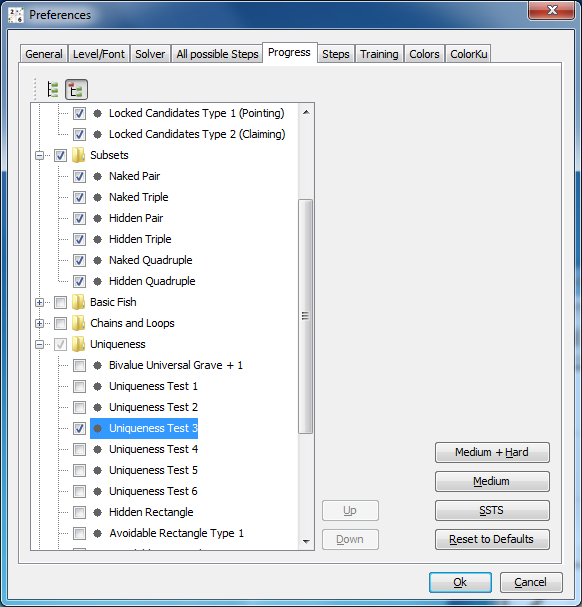 Preferences
General Level/Font Solver All possible Steps Progress Steps Training Colors ColorKu
Locked Candidates Type 1 (Pointing)
Locked Candidates Type 2 (Claiming)
Subsets
Naked Pair
Naked Triple
Hidden Pair
Hidden Triple
Naked Quadruple
Hidden Quadruple
Basic Fish
Chains and Loops
Uniqueness
Bivalue Universal Grave + 1
Uniqueness Test 1
Uniqueness Test 2
Uniqueness Test 3
Uniqueness Test 4
Uniqueness Test 5
Uniqueness Test 6
Hidden Rectangle
Avoidable Rectangle Type 1
Up
Down
Medium + Hard
Medium
SSTS
Reset to Defaults
Ok
Cancel